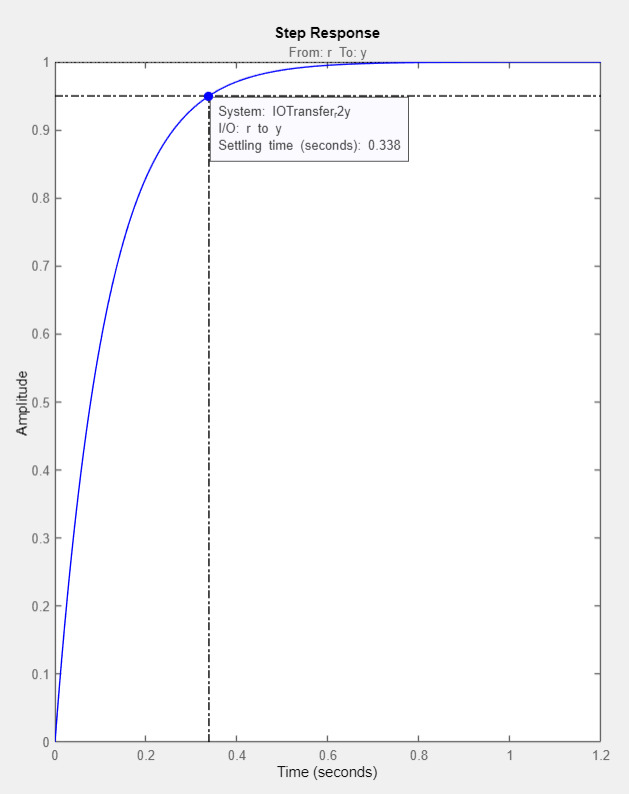 Step Response
From: r To: y
1
0.9
0.8
0.7
0.6
0.5
0.4
0.3
0.2
0.1
0
Amplitude
System: IOTransferᵣ2y
I/O: r to y
Settling time (seconds): 0.338
0 0.2 0.4 0.6 0.8 1 1.2
Time (seconds)